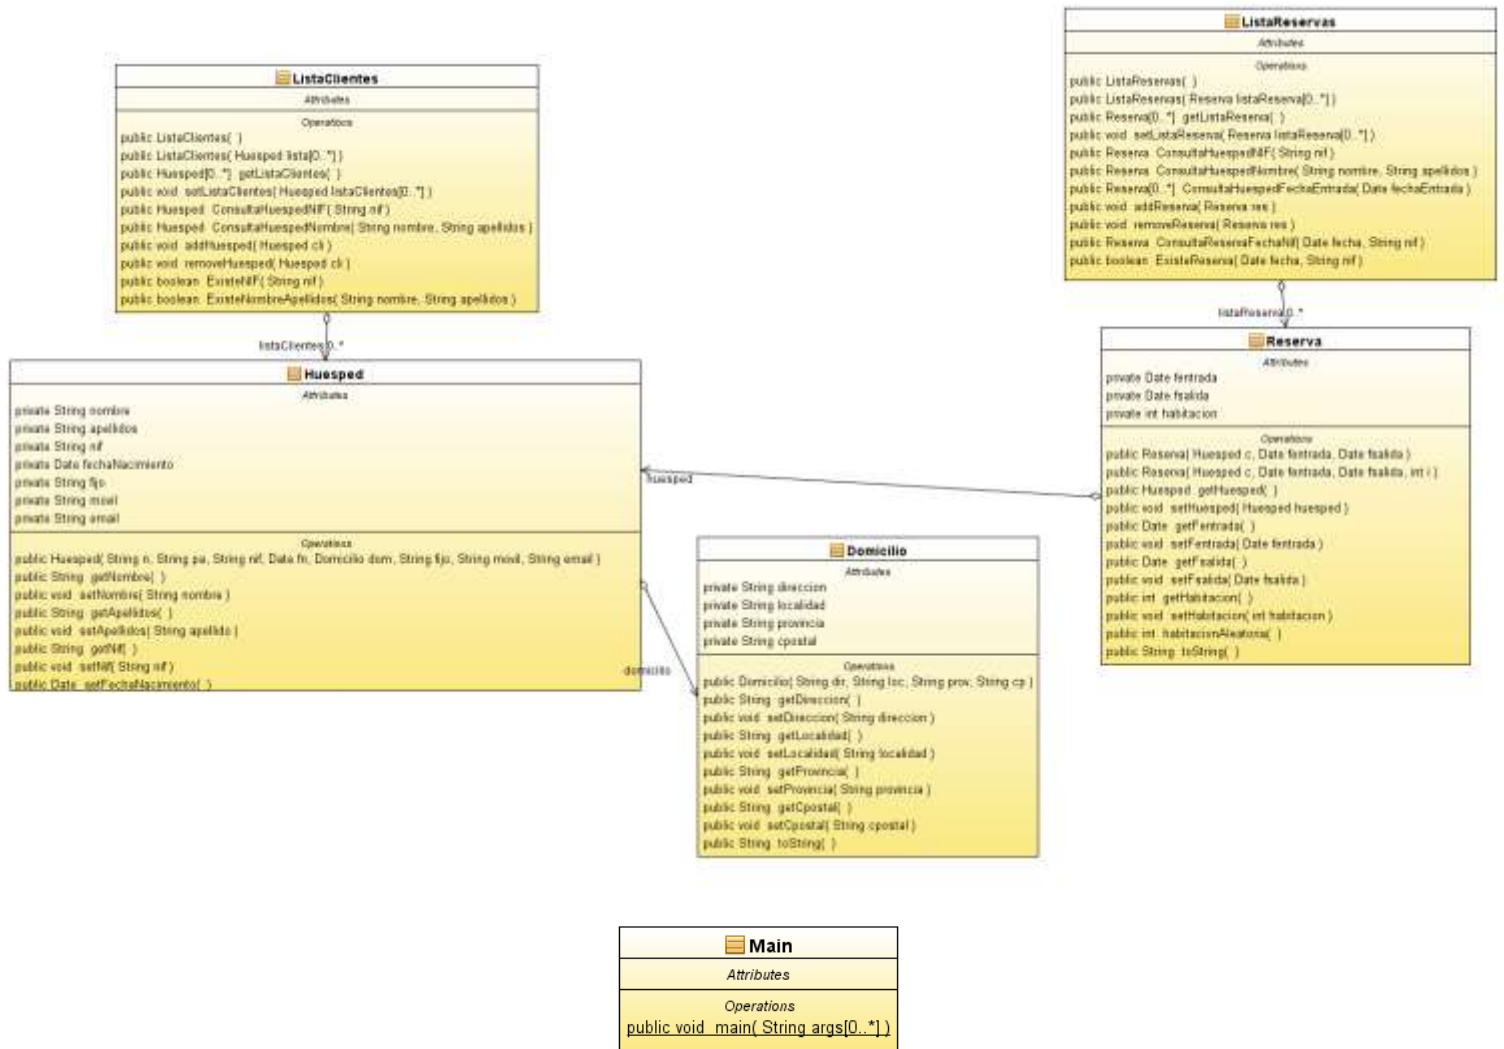 ListaClientes
Attributes
Operations
public ListaClientes( )
public ListaClientes( Huesped lista[0..*] )
public Huesped[0..*] getListaClientes( )
public void setListaClientes( Huesped listaClientes[0..*] )
public Huesped ConsultaHuespedNIF( String nif )
public Huesped ConsultaHuespedNombre( String nombre, String apellidos )
public void addHuesped( Huesped cli )
public void removeHuesped( Huesped cli )
public boolean ExisteNIF( String nif )
public boolean ExisteNombreApellidos( String nombre, String apellidos )
listaClientes 0..*
ListaReservas
Attributes
Operations
public ListaReservas( )
public ListaReservas( Reserva listaReserva[0..*] )
public Reserva[0..*] getListaReserva( )
public void setListaReserva( Reserva listaReserva[0..*] )
public Reserva ConsultaHuespedNIF( String nif )
public Reserva ConsultaHuespedNombre( String nombre, String apellidos )
public Reserva[0..*] ConsultaHuespedFechaEntrada( Date fechaEntrada )
public void addReserva( Reserva res )
public void removeReserva( Reserva res )
public Reserva ConsultaReservaFechaNif( Date fecha, String nif )
public boolean ExisteReserva( Date fecha, String nif )
listaReserva 0..*
Huesped
Attributes
private String nombre
private String apellidos
private String nif
private Date fechaNacimiento
private String fijo
private String movil
private String email
Operations
public Huesped( String n, String pa, String nif, Date fn, Domicilio dom, String fijo, String movil, String email )
public String getNombre( )
public void setNombre( String nombre )
public String getApellidos( )
public void setApellidos( String apellido )
public String getNif( )
public void setNif( String nif )
public Date getFechaNacimiento( )
huesped
domicilio
Reserva
Attributes
private Date fentrada
private Date fsalida
private int habitacion
Operations
public Reserva( Huesped c, Date fentrada, Date fsalida )
public Reserva( Huesped c, Date fentrada, Date fsalida, int i )
public Huesped getHuesped( )
public void setHuesped( Huesped huesped )
public Date getFentrada( )
public void setFentrada( Date fentrada )
public Date getFsalida( )
public void setFsalida( Date fsalida )
public int getHabitacion( )
public void setHabitacion( int habitacion )
public int habitacionAleatoria( )
public String toString( )
Domicilio
Attributes
private String direccion
private String localidad
private String provincia
private String cpostal
Operations
public Domicilio( String dir, String loc, String prov, String cp )
public String getDireccion( )
public void setDireccion( String direccion )
public String getLocalidad( )
public void setLocalidad( String localidad )
public String getProvincia( )
public void setProvincia( String provincia )
public String getCpostal( )
public void setCpostal( String cpostal )
public String toString( )
Main
Attributes
Operations
public void main( String args[0..*] )